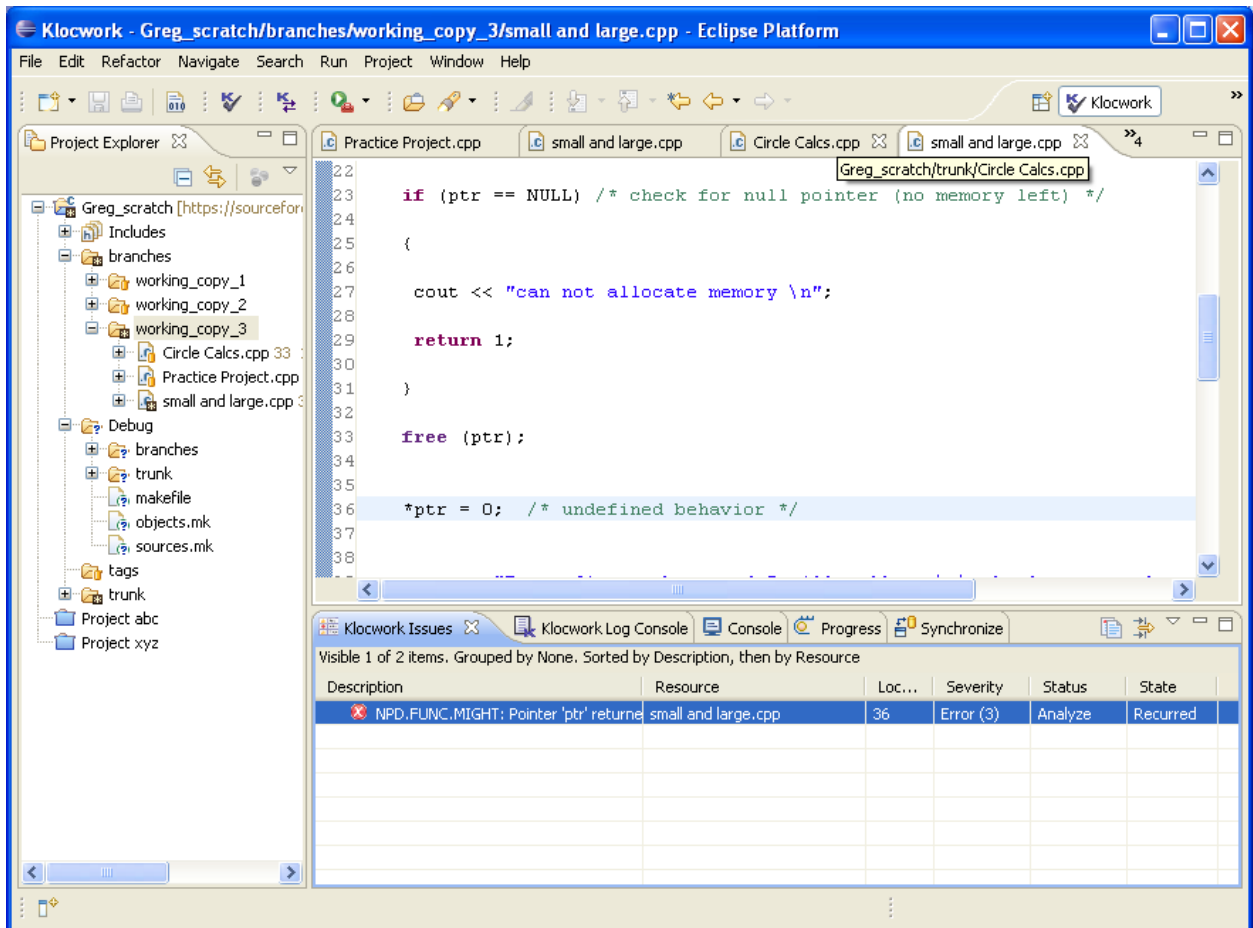 Klocwork - Greg_scratch/branches/working_copy_3/small and large.cpp - Eclipse Platform
File Edit Refactor Navigate Search Run Project Window Help
010
Klocwork
»
Project Explorer
Greg_scratch [https://sourcefor
Includes
branches
working_copy_1
working_copy_2
working_copy_3
Circle Calcs.cpp 33
Practice Project.cpp
small and large.cpp
Debug
branches
trunk
makefile
objects.mk
sources.mk
tags
trunk
Project abc
Project xyz
Practice Project.cpp small and large.cpp Circle Calcs.cpp small and large.cpp »4
Greg_scratch/trunk/Circle Calcs.cpp
22
23 if (ptr == NULL) /* check for null pointer (no memory left) */
24
25 {
26
27 cout << "can not allocate memory \n";
28
29 return 1;
30
31 }
32
33 free (ptr);
34
35
36 *ptr = 0; /* undefined behavior */
37
38
Klocwork Issues Klocwork Log Console Console Progress Synchronize
Visible 1 of 2 items. Grouped by None. Sorted by Description, then by Resource
Description Resource Loc... Severity Status State
NPD.FUNC.MIGHT: Pointer 'ptr' returne small and large.cpp 36 Error (3) Analyze Recurred